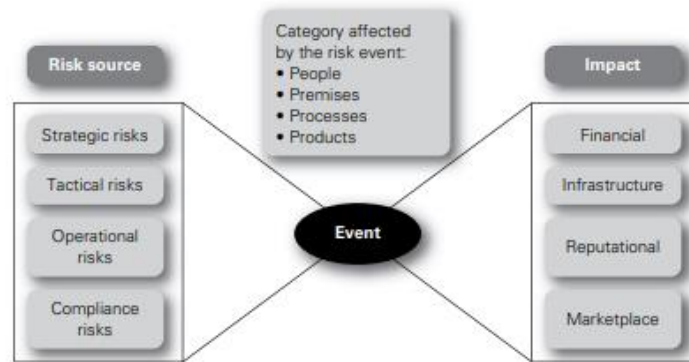 Risk source
Strategic risks
Tactical risks
Operational
risks
Compliance
risks
Category affected
by the risk event:
• People
• Premises
• Processes
• Products
Event
Impact
Financial
Infrastructure
Reputational
Marketplace